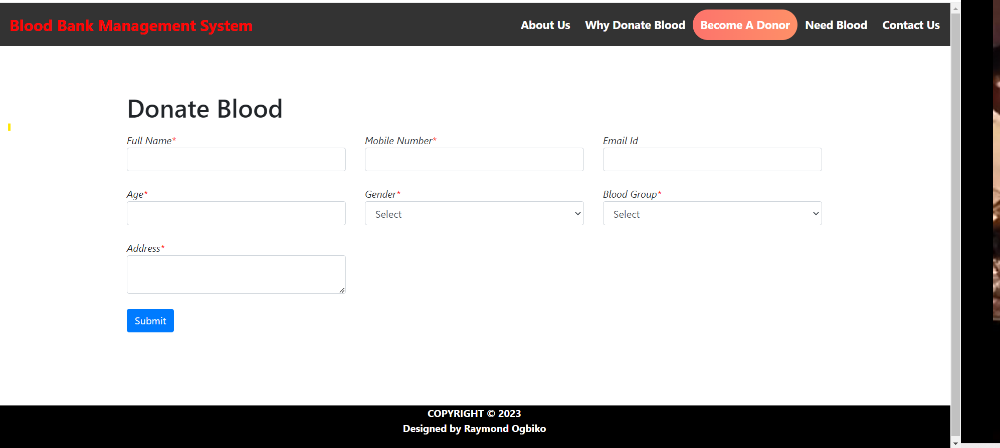 Blood Bank Management System
About Us Why Donate Blood Become A Donor Need Blood Contact Us
Donate Blood
Full Name* Mobile Number* Email Id
Age* Gender* Blood Group*
Select Select
Address*
Submit
COPYRIGHT © 2023
Designed by Raymond Ogbiko